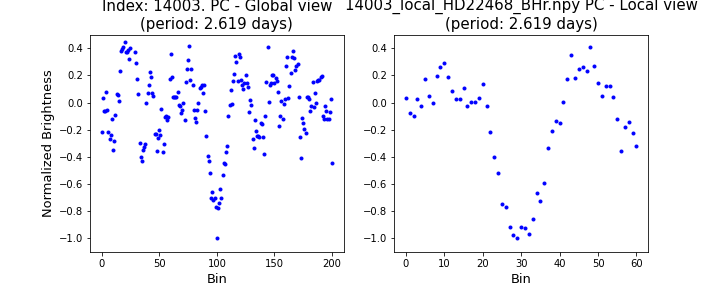 Index: 14003. PC - Global view
(period: 2.619 days)
14003_local_HD22468_BHr.npy PC - Local view
(period: 2.619 days)
Normalized Brightness
0.4
0.2
0.0
−0.2
−0.4
−0.6
−0.8
−1.0
0 50 100 150 200
Bin
0.4
0.2
0.0
−0.2
−0.4
−0.6
−0.8
−1.0
0 10 20 30 40 50 60
Bin